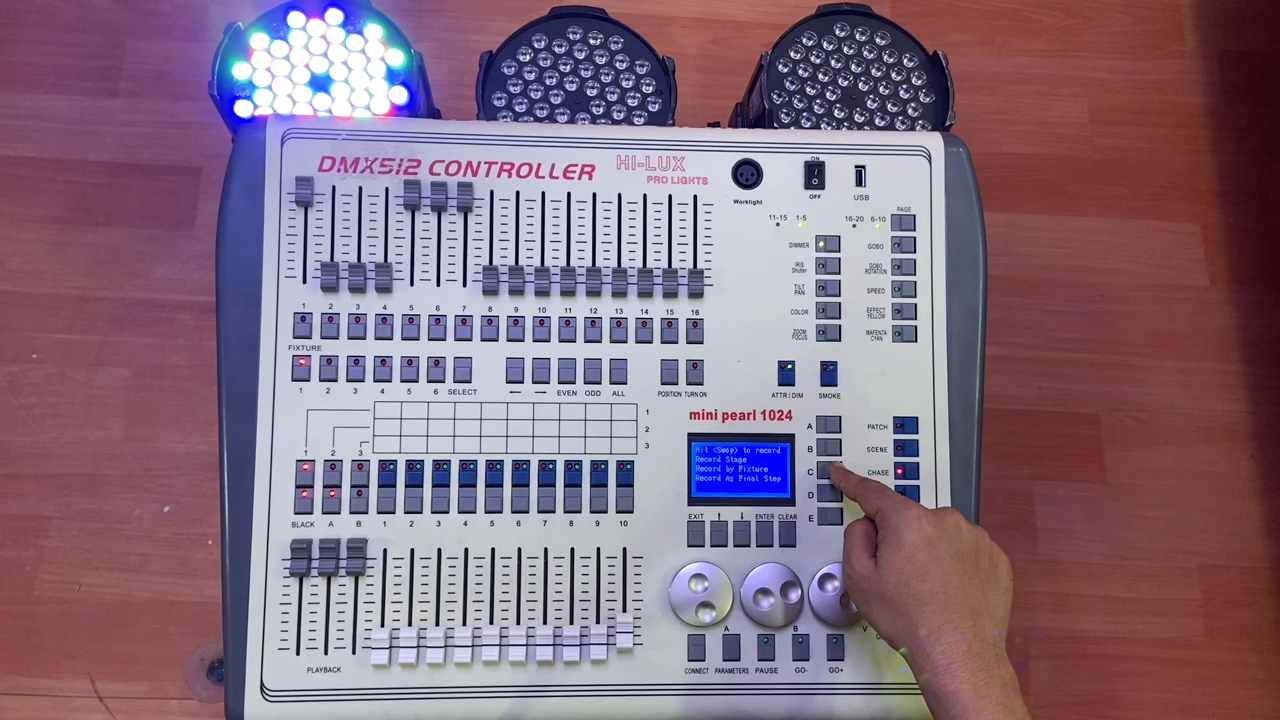 DMX512 CONTROLLER
HI-LUX
PRO LIGHTS
Worklight
ON
OFF
USB
PAGE
11-15 1-5 16-20 6-10
DIMMER GOBO
IRIS Shutter GOBO ROTATION
TILT PAN SPEED
COLOR EFFECT YELLOW
ZOOM FOCUS MAFENTA CYAN
1 2 3 4 5 6 7 8 9 10 11 12 13 14 15 16
FIXTURE
1 2 3 4 5 6 SELECT ← → EVEN ODD ALL POSITION TURN ON
ATTR / DIM SMOKE
mini pearl 1024
1
2
3
1 2 3
Hit <Swop> to record
Record Stage
Record by Fixture
Record As Final Step
A PATCH
B SCENE
C CHASE
D
E
BLACK A B 1 2 3 4 5 6 7 8 9 10
EXIT ↑ ↓ ENTER CLEAR
A B
CONNECT PARAMETERS PAUSE GO- GO+
PLAYBACK